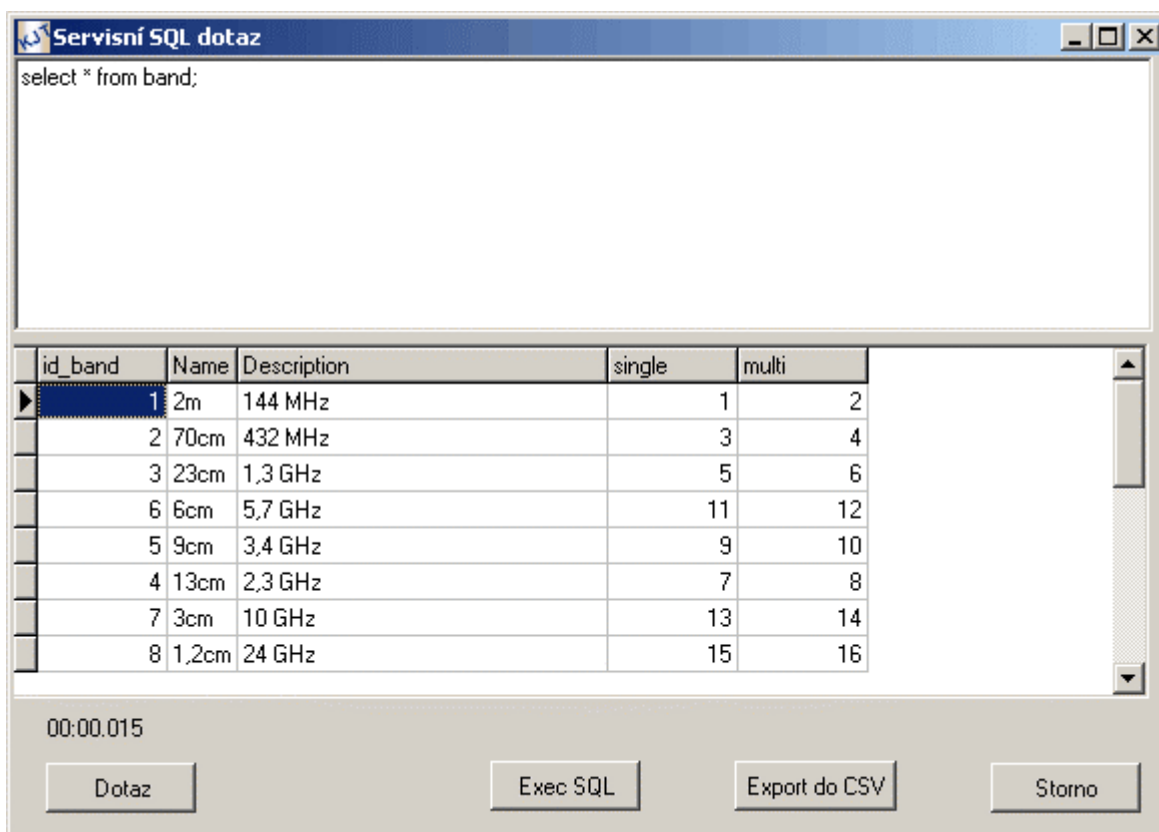 KJT Servisní SQL dotaz
select * from band;
id_band Name Description single multi
1 2m 144 MHz 1 2
2 70cm 432 MHz 3 4
3 23cm 1,3 GHz 5 6
6 6cm 5,7 GHz 11 12
5 9cm 3,4 GHz 9 10
4 13cm 2,3 GHz 7 8
7 3cm 10 GHz 13 14
8 1,2cm 24 GHz 15 16
00:00.015
Dotaz Exec SQL Export do CSV Storno